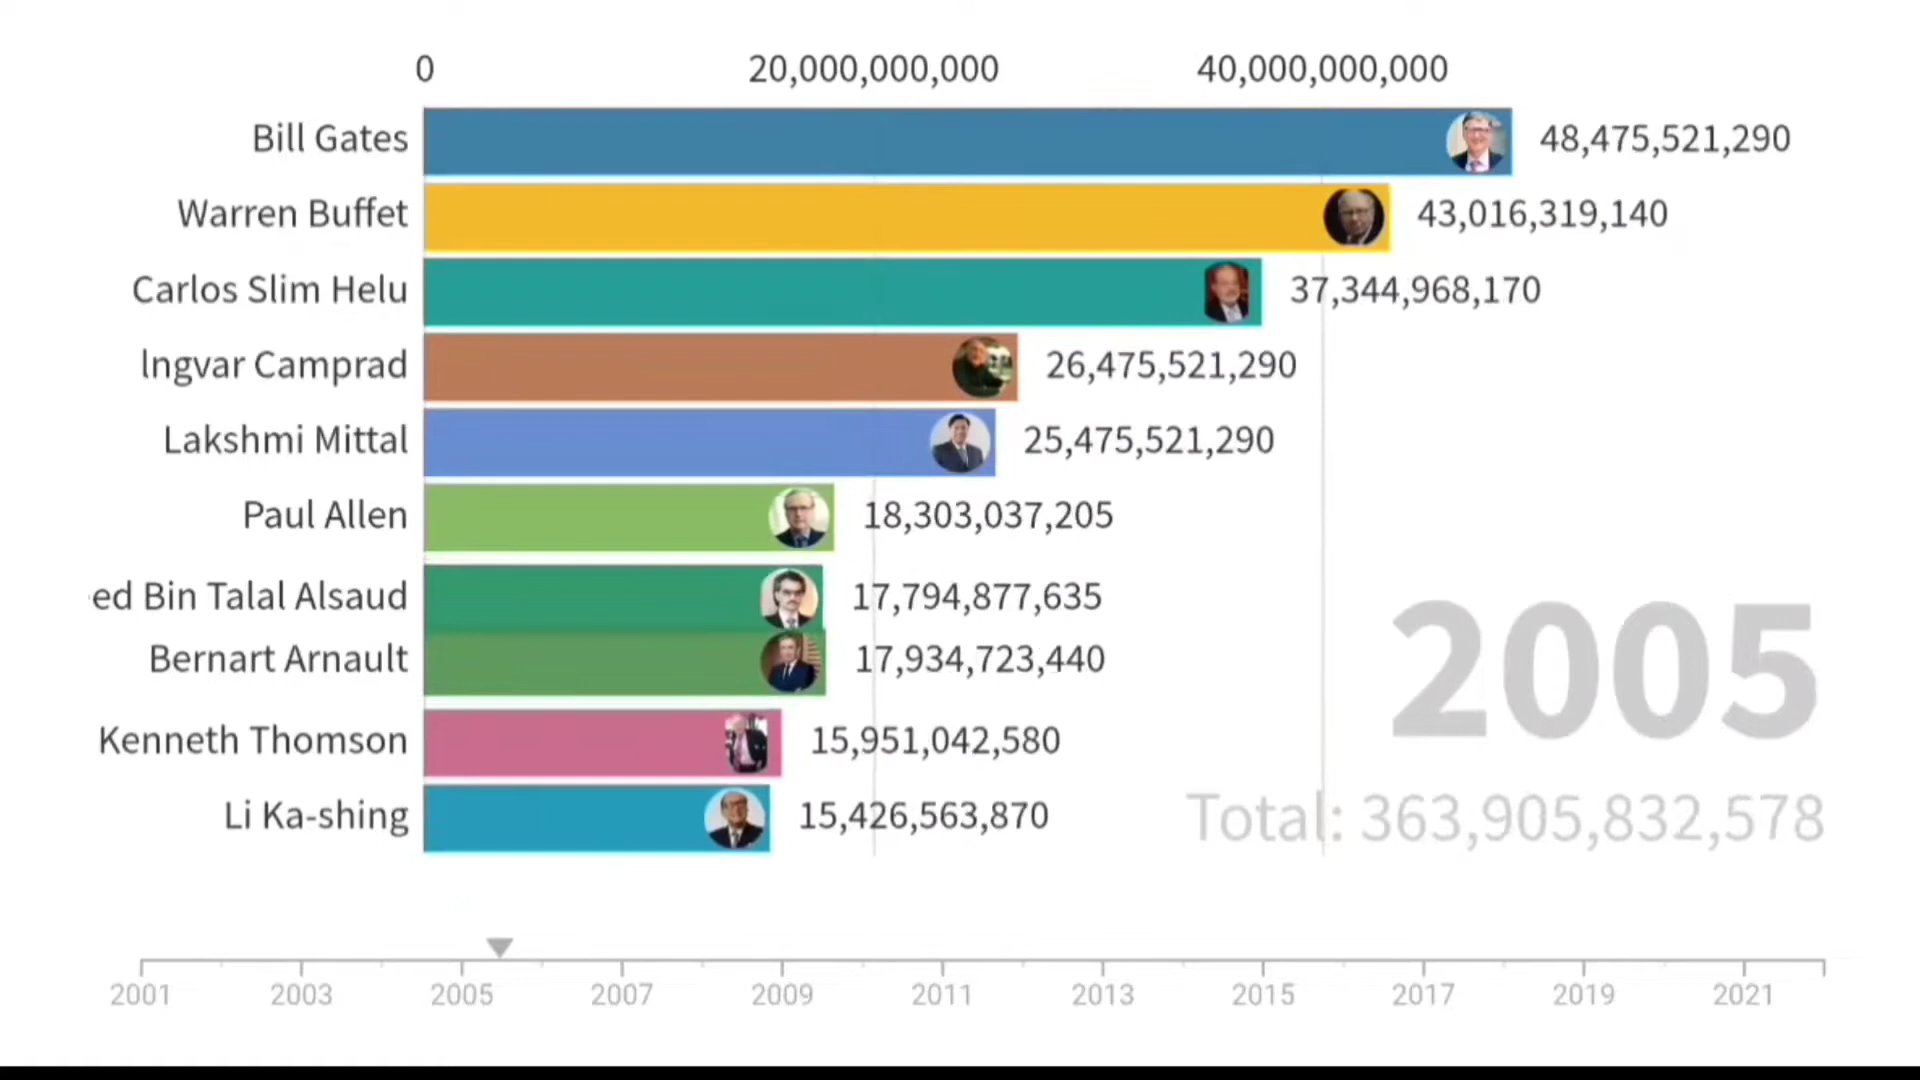 0 20,000,000,000 40,000,000,000
Bill Gates 48,475,521,290
Warren Buffet 43,016,319,140
Carlos Slim Helu 37,344,968,170
lngvar Camprad 26,475,521,290
Lakshmi Mittal 25,475,521,290
Paul Allen 18,303,037,205
ed Bin Talal Alsaud 17,794,877,635
Bernart Arnault 17,934,723,440
Kenneth Thomson 15,951,042,580
Li Ka-shing 15,426,563,870
2005
Total: 363,905,832,578
2001 2003 2005 2007 2009 2011 2013 2015 2017 2019 2021